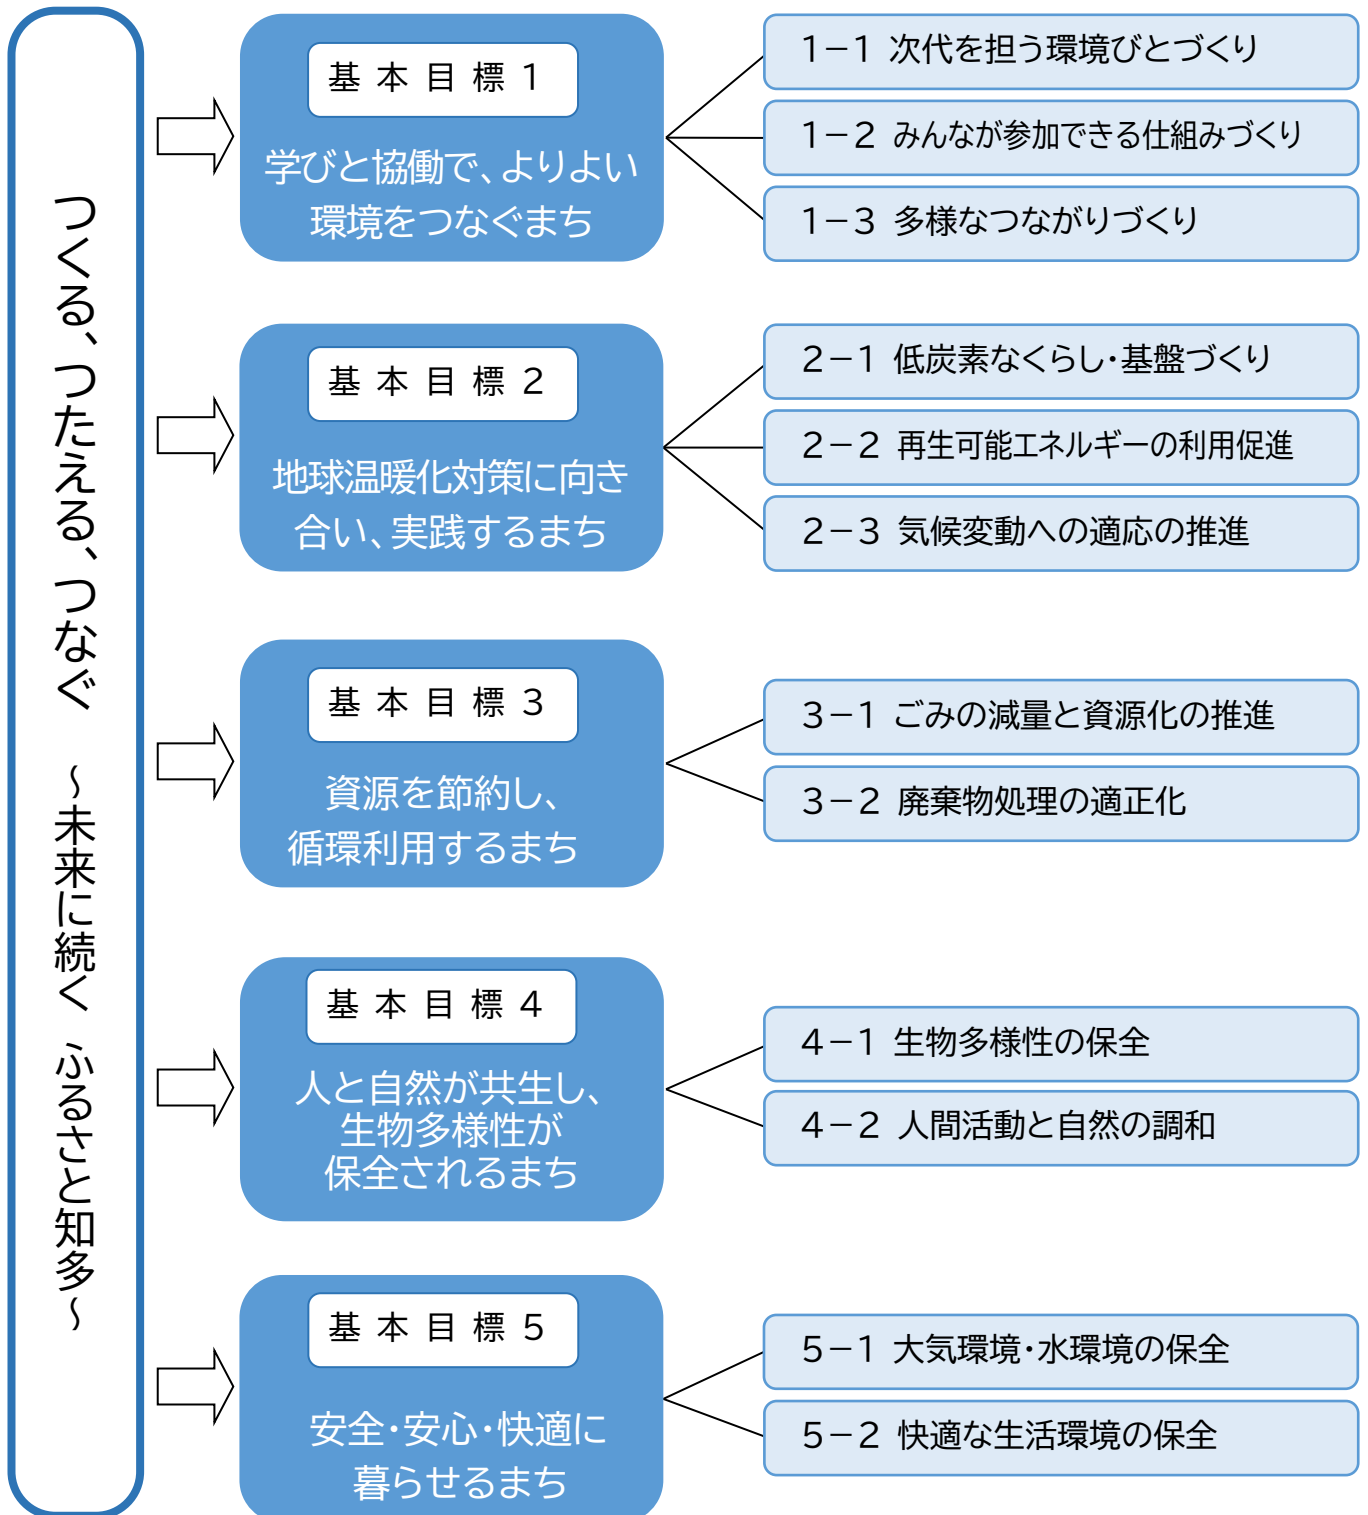 つくる、つたえる、つなぐ ～未来に続く ふるさと知多～
基本目標１
学びと協働で、よりよい
環境をつなぐまち
１－１ 次代を担う環境びとづくり
１－２ みんなが参加できる仕組みづくり
１－３ 多様なつながりづくり
基本目標２
地球温暖化対策に向き
合い、実践するまち
２－１ 低炭素なくらし・基盤づくり
２－２ 再生可能エネルギーの利用促進
２－３ 気候変動への適応の推進
基本目標３
資源を節約し、
循環利用するまち
３－１ ごみの減量と資源化の推進
３－２ 廃棄物処理の適正化
基本目標４
人と自然が共生し、
生物多様性が
保全されるまち
４－１ 生物多様性の保全
４－２ 人間活動と自然の調和
基本目標５
安全・安心・快適に
暮らせるまち
５－１ 大気環境・水環境の保全
５－２ 快適な生活環境の保全